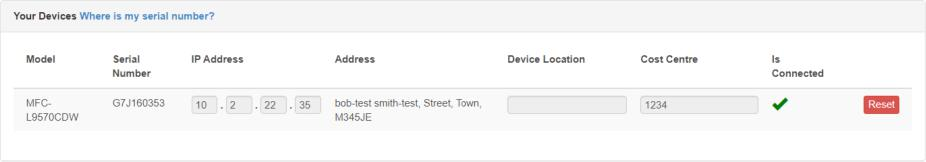 Your Devices Where is my serial number?
Model Serial Number IP Address Address Device Location Cost Centre Is Connected
MFC-L9570CDW G7J160353 10 . 2 . 22 . 35 bob-test smith-test, Street, Town, M345JE 1234 Reset